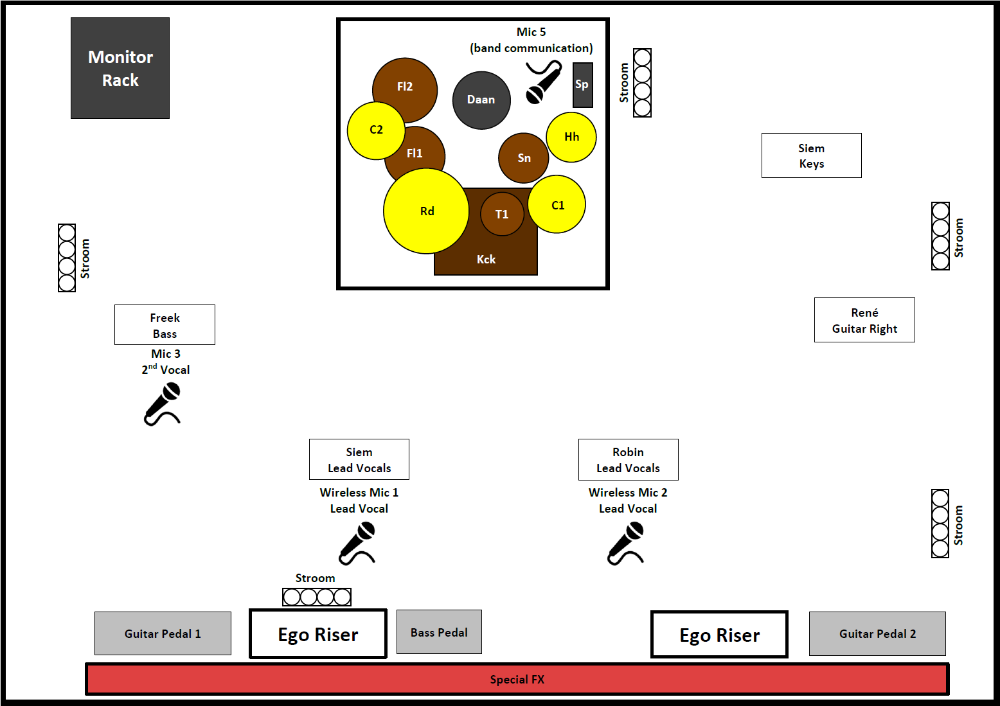 Monitor
Rack
Mic 5
(band communication)
Fl2
Daan
Sp
Stroom
C2
Fl1
Sn
Hh
Siem
Keys
Rd
T1
C1
Kck
Stroom
Stroom
Freek
Bass
Mic 3
2nd Vocal
René
Guitar Right
Siem
Lead Vocals
Wireless Mic 1
Lead Vocal
Robin
Lead Vocals
Wireless Mic 2
Lead Vocal
Stroom
Stroom
Guitar Pedal 1
Ego Riser
Bass Pedal
Ego Riser
Guitar Pedal 2
Special FX